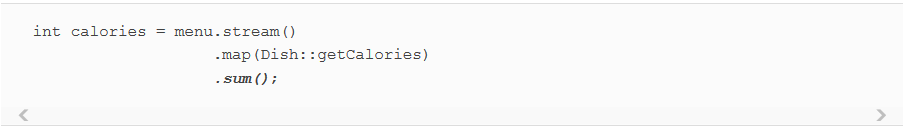 int calories = menu.stream()
.map(Dish::getCalories)
.sum();